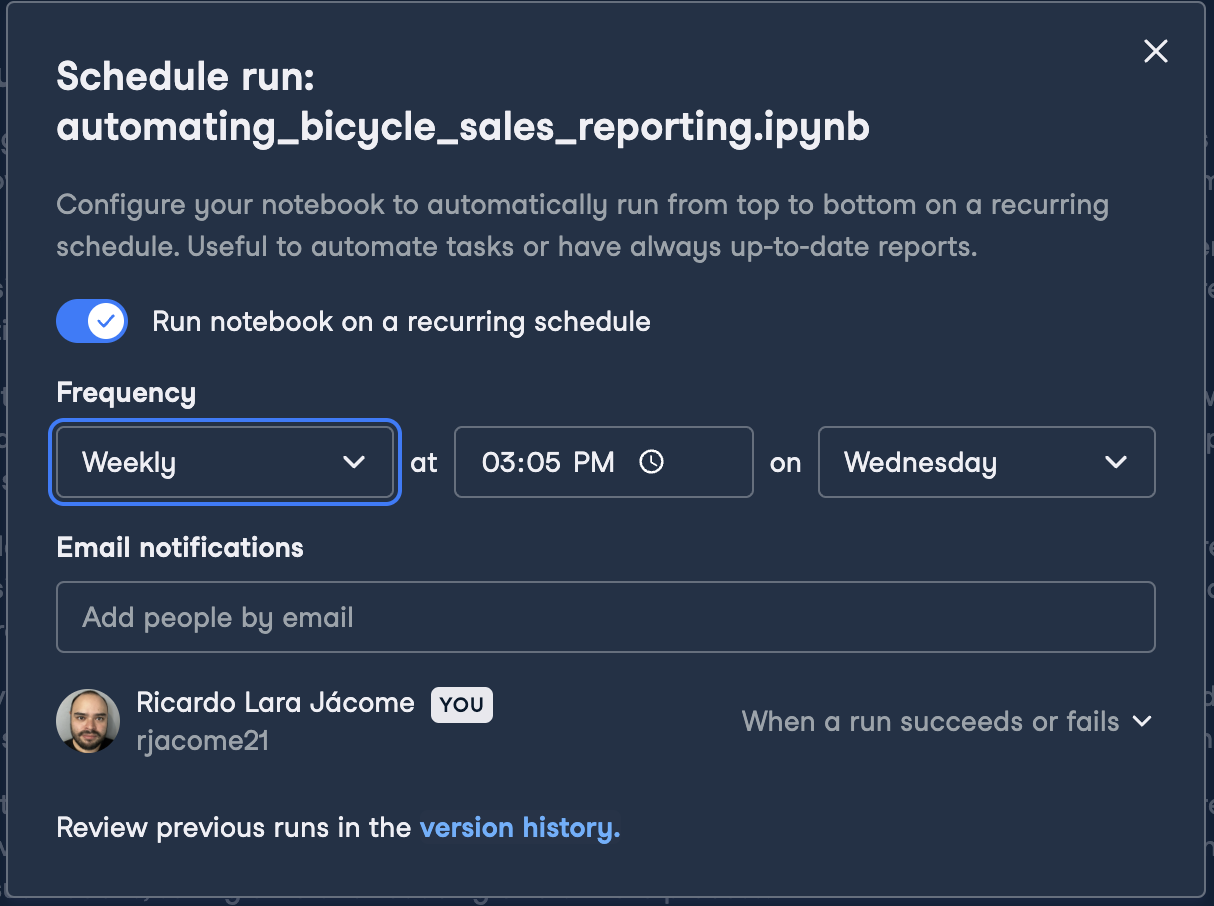 Schedule run:
automating_bicycle_sales_reporting.ipynb
Configure your notebook to automatically run from top to bottom on a recurring
schedule. Useful to automate tasks or have always up-to-date reports.
Run notebook on a recurring schedule
Frequency
Weekly at 03:05 PM on Wednesday
Email notifications
Add people by email
Ricardo Lara Jácome YOU
rjacome21
When a run succeeds or fails
Review previous runs in the version history.